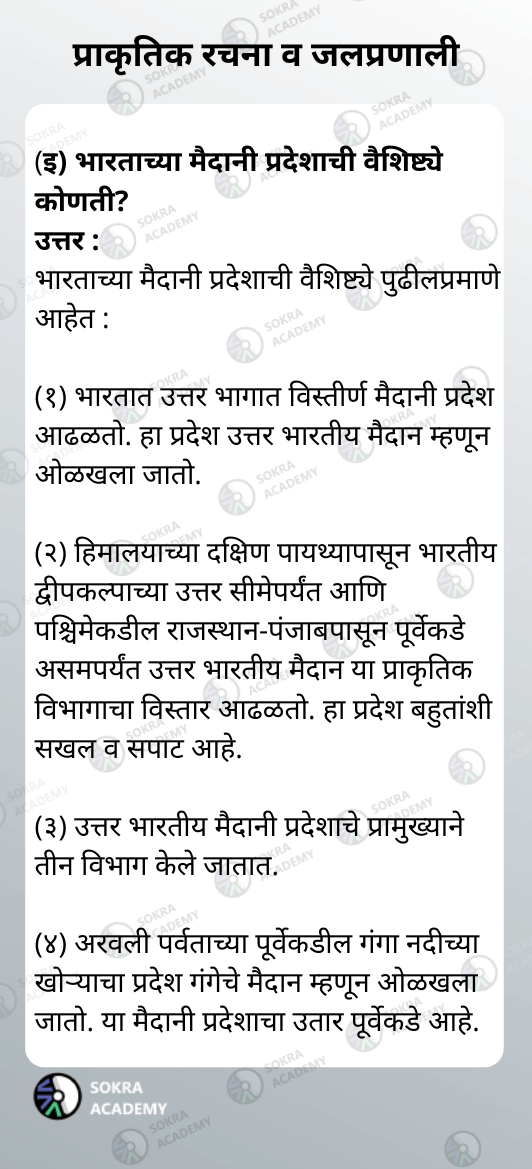 प्राकृतिक रचना व जलप्रणाली
(इ) भारताच्या मैदानी प्रदेशाची वैशिष्ट्ये
कोणती?
उत्तर :
भारताच्या मैदानी प्रदेशाची वैशिष्ट्ये पुढीलप्रमाणे
आहेत :
(१) भारतात उत्तर भागात विस्तीर्ण मैदानी प्रदेश
आढळतो. हा प्रदेश उत्तर भारतीय मैदान म्हणून
ओळखला जातो.
(२) हिमालयाच्या दक्षिण पायथ्यापासून भारतीय
द्वीपकल्पाच्या उत्तर सीमेपर्यंत आणि
पश्चिमेकडील राजस्थान-पंजाबपासून पूर्वेकडे
असमपर्यंत उत्तर भारतीय मैदान या प्राकृतिक
विभागाचा विस्तार आढळतो. हा प्रदेश बहुतांशी
सखल व सपाट आहे.
(३) उत्तर भारतीय मैदानी प्रदेशाचे प्रामुख्याने
तीन विभाग केले जातात.
(४) अरवली पर्वताच्या पूर्वेकडील गंगा नदीच्या
खोऱ्याचा प्रदेश गंगेचे मैदान म्हणून ओळखला
जातो. या मैदानी प्रदेशाचा उतार पूर्वेकडे आहे.
SOKRA
ACADEMY